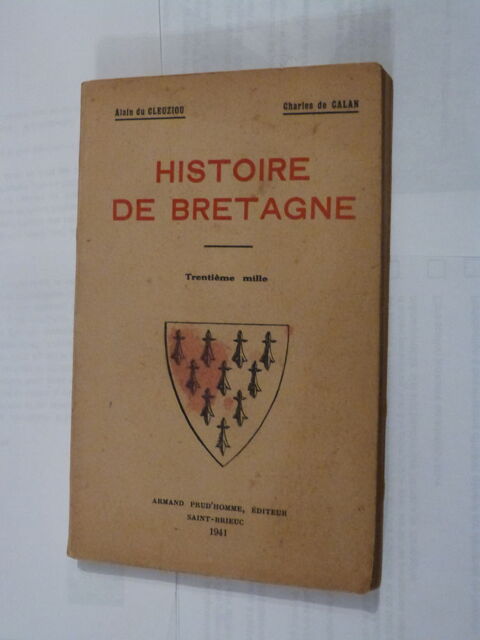 Alain du CLEUZIOU
Charles de CALAN
HISTOIRE
DE BRETAGNE
Trentième mille
ARMAND PRUD'HOMME, ÉDITEUR
SAINT-BRIEUC
1941